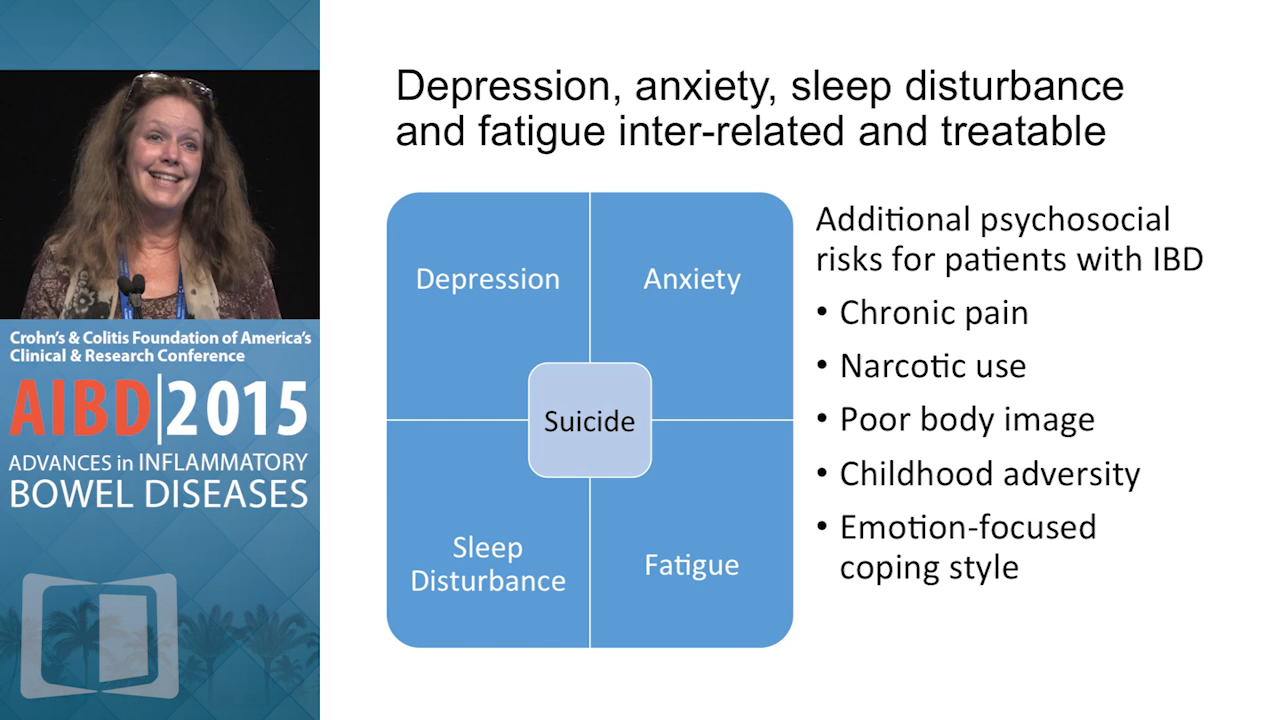 Depression, anxiety, sleep disturbance
and fatigue inter-related and treatable
Depression
Anxiety
Suicide
Sleep
Disturbance
Fatigue
Additional psychosocial
risks for patients with IBD
• Chronic pain
• Narcotic use
• Poor body image
• Childhood adversity
• Emotion-focused
coping style
Crohn's & Colitis Foundation of America's
Clinical & Research Conference
AIBD|2015
ADVANCES in INFLAMMATORY
BOWEL DISEASES